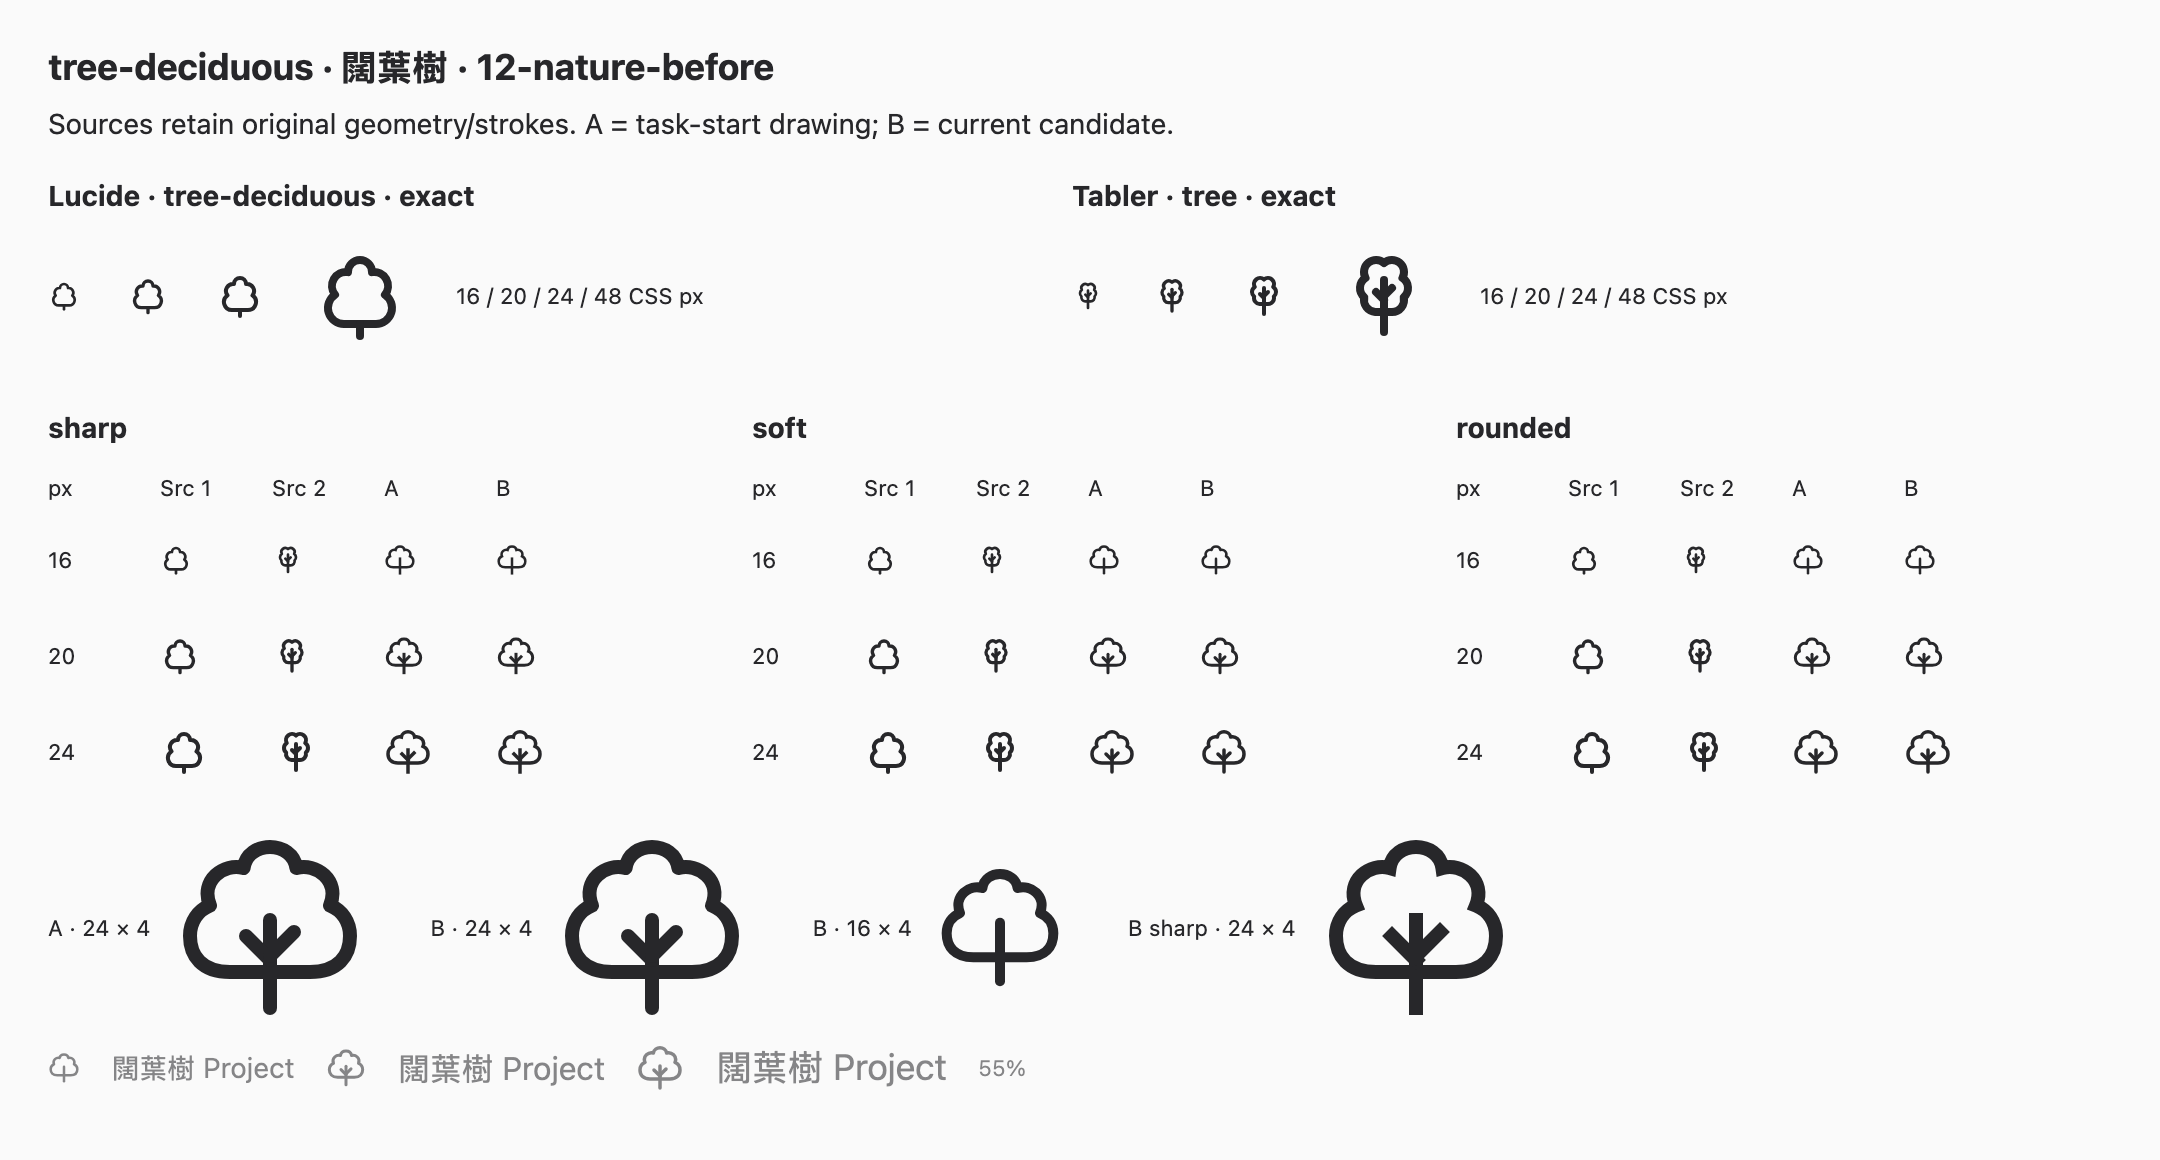 tree-deciduous · 闊葉樹 · 12-nature-before
Sources retain original geometry/strokes. A = task-start drawing; B = current candidate.
Lucide · tree-deciduous · exact
16 / 20 / 24 / 48 CSS px
Tabler · tree · exact
16 / 20 / 24 / 48 CSS px
sharp
px Src 1 Src 2 A B
16
20
24
soft
px Src 1 Src 2 A B
16
20
24
rounded
px Src 1 Src 2 A B
16
20
24
A · 24 × 4
B · 24 × 4
B · 16 × 4
B sharp · 24 × 4
闊葉樹 Project 闊葉樹 Project 闊葉樹 Project 55%